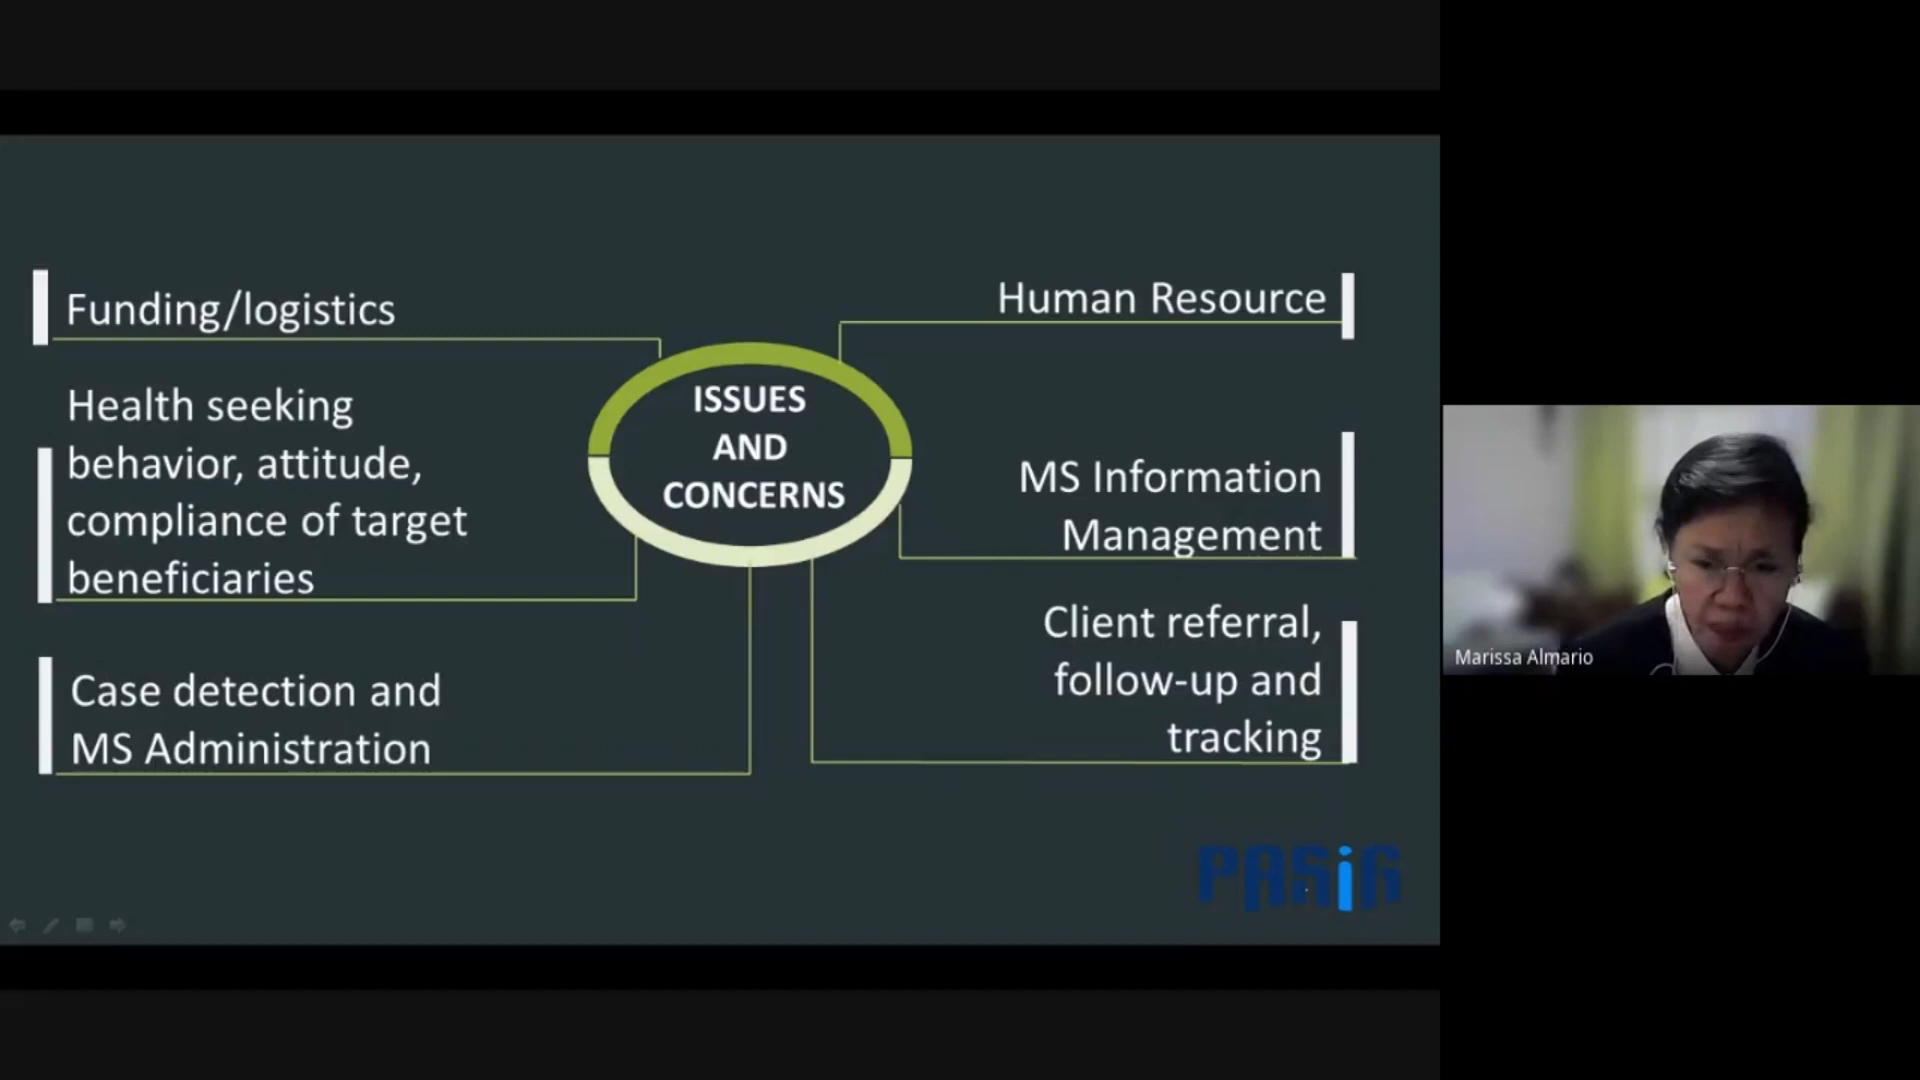 Funding/logistics
Health seeking
behavior, attitude,
compliance of target
beneficiaries
Case detection and
MS Administration
ISSUES
AND
CONCERNS
Human Resource
MS Information
Management
Client referral,
follow-up and
tracking
PASiG
Marissa Almario